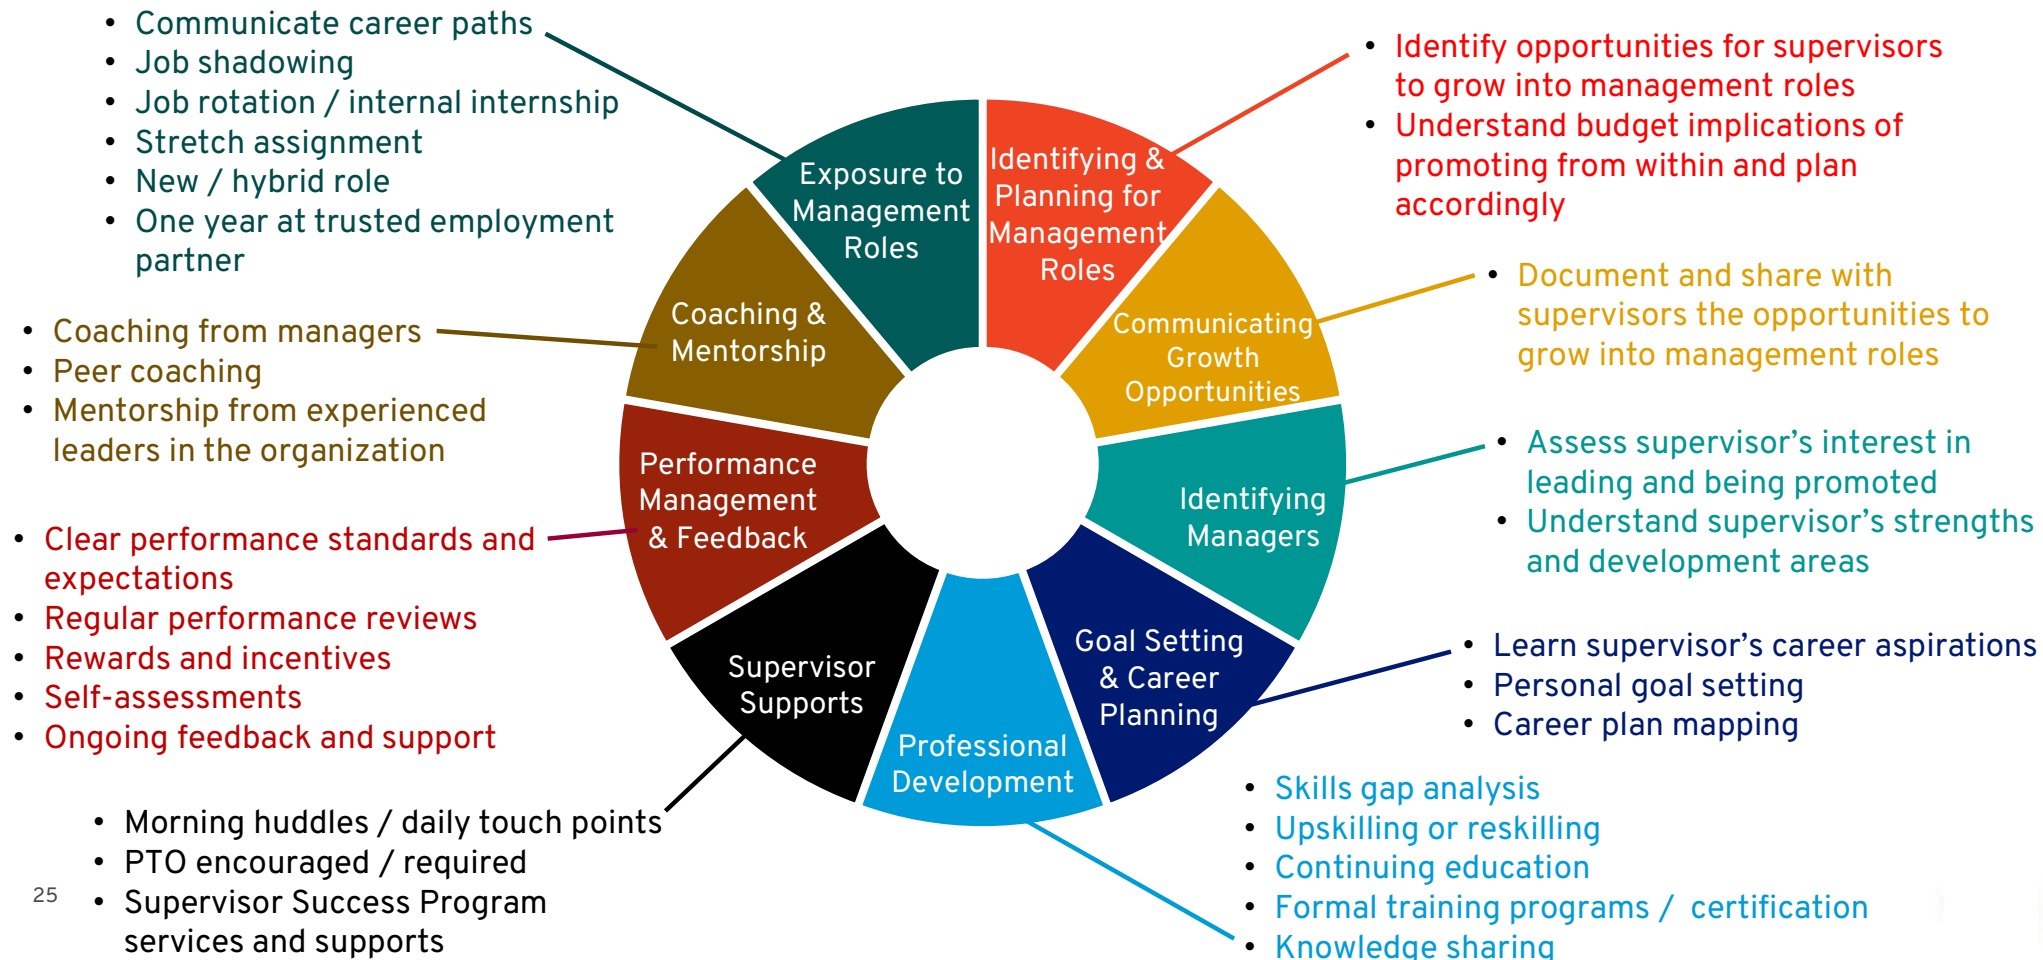 • Communicate career paths
• Job shadowing
• Job rotation / internal internship
• Stretch assignment
• New / hybrid role
• One year at trusted employment
partner
• Coaching from managers
• Peer coaching
• Mentorship from experienced
leaders in the organization
• Clear performance standards and
expectations
• Regular performance reviews
• Rewards and incentives
• Self-assessments
• Ongoing feedback and support
• Morning huddles / daily touch points
• PTO encouraged / required
• Supervisor Success Program
services and supports
25
Exposure to
Management
Roles
Identifying &
Planning for
Management
Roles
Coaching &
Mentorship
Communicating
Growth
Opportunities
Performance
Management
& Feedback
Identifying
Managers
Supervisor
Supports
Goal Setting
& Career
Planning
Professional
Development
• Identify opportunities for supervisors
to grow into management roles
• Understand budget implications of
promoting from within and plan
accordingly
• Document and share with
supervisors the opportunities to
grow into management roles
• Assess supervisor’s interest in
leading and being promoted
• Understand supervisor’s strengths
and development areas
• Learn supervisor’s career aspirations
• Personal goal setting
• Career plan mapping
• Skills gap analysis
• Upskilling or reskilling
• Continuing education
• Formal training programs /  certification
• Knowledge sharing